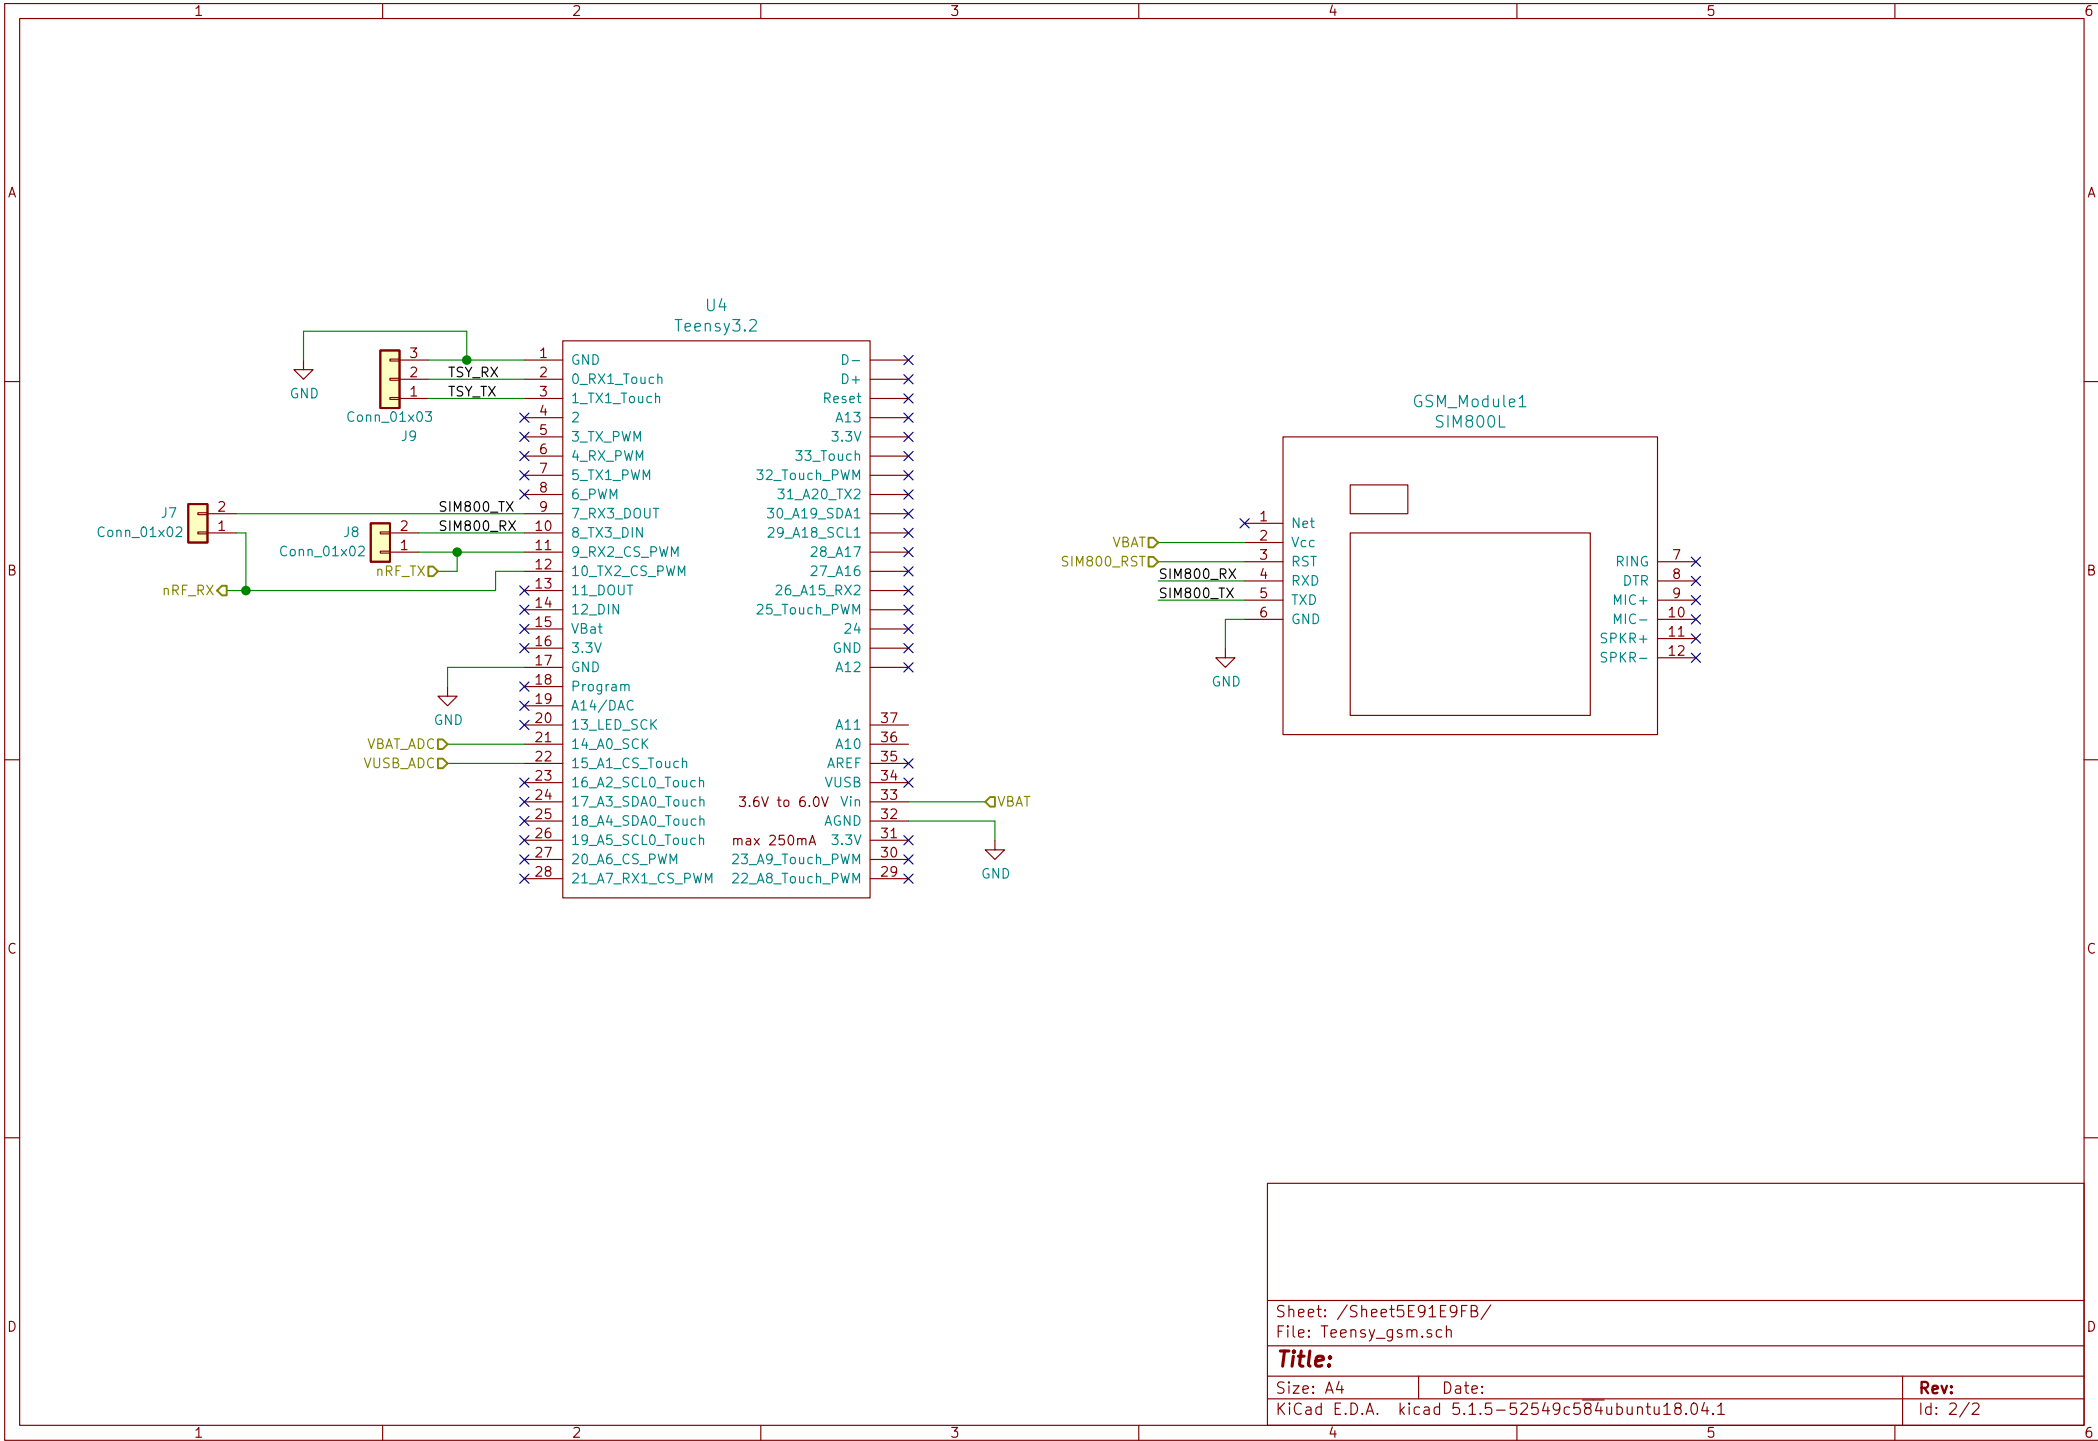 1 2 3 4 5 6
A A
B B
C C
D D
U4
Teensy3.2
GND
3
2
1
Conn_01x03
J9
TSY_RX
TSY_TX
J7
Conn_01x02
2
1
J8
Conn_01x02
2
1
SIM800_TX
SIM800_RX
nRF_TX
nRF_RX
GND
VBAT_ADC
VUSB_ADC
1 GND
2 0_RX1_Touch
3 1_TX1_Touch
4 2
5 3_TX_PWM
6 4_RX_PWM
7 5_TX1_PWM
8 6_PWM
9 7_RX3_DOUT
10 8_TX3_DIN
11 9_RX2_CS_PWM
12 10_TX2_CS_PWM
13 11_DOUT
14 12_DIN
15 VBat
16 3.3V
17 GND
18 Program
19 A14/DAC
20 13_LED_SCK
21 14_A0_SCK
22 15_A1_CS_Touch
23 16_A2_SCL0_Touch
24 17_A3_SDA0_Touch
25 18_A4_SDA0_Touch
26 19_A5_SCL0_Touch
27 20_A6_CS_PWM
28 21_A7_RX1_CS_PWM
D-
D+
Reset
A13
3.3V
33_Touch
32_Touch_PWM
31_A20_TX2
30_A19_SDA1
29_A18_SCL1
28_A17
27_A16
26_A15_RX2
25_Touch_PWM
24
GND
A12
A11 37
A10 36
AREF 35
VUSB 34
3.6V to 6.0V Vin 33
AGND 32
max 250mA 3.3V 31
23_A9_Touch_PWM 30
22_A8_Touch_PWM 29
VBAT
GND
GSM_Module1
SIM800L
VBAT
SIM800_RST
SIM800_RX
SIM800_TX
GND
1 Net
2 Vcc
3 RST
4 RXD
5 TXD
6 GND
RING 7
DTR 8
MIC+ 9
MIC- 10
SPKR+ 11
SPKR- 12
Sheet: /Sheet5E91E9FB/
File: Teensy_gsm.sch
Title:
Size: A4 Date: Rev:
KiCad E.D.A. kicad 5.1.5-52549c584ubuntu18.04.1 Id: 2/2
1 2 3 4 5 6